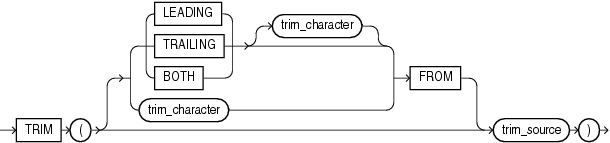 LEADING
trim_character
TRAILING
BOTH
FROM
trim_character
TRIM ( trim_source )